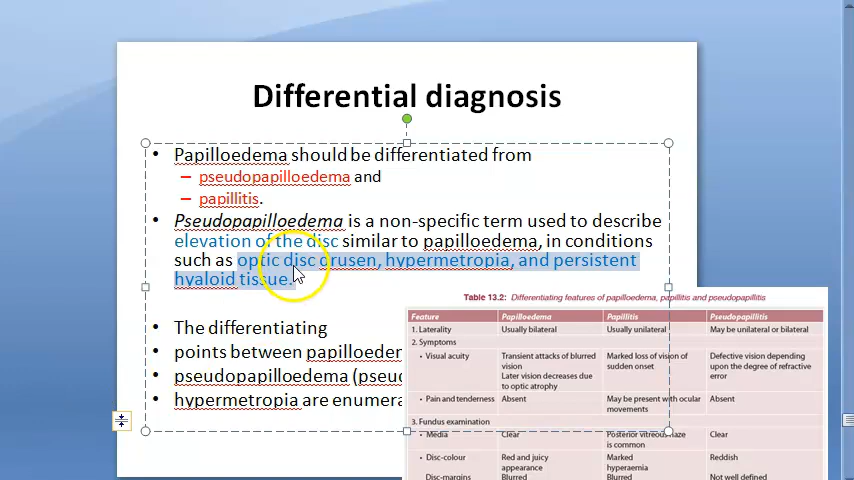 Differential diagnosis
• Papilloedema should be differentiated from
– pseudopapilloedema and
– papillitis.
• Pseudopapilloedema is a non-specific term used to describe
elevation of the disc similar to papilloedema, in conditions
such as optic disc drusen, hypermetropia, and persistent
hyaloid tissue.
• The differentiating
• points between papilloeden
• pseudopapilloedema (pseud
• hypermetropia are enumera
Table 13.2: Differentiating features of papilloedema, papillitis and pseudopapillitis
Feature Papilloedema Papillitis Pseudopapillitis
1. Laterality Usually bilateral Usually unilateral May be unilateral or bilateral
2. Symptoms
• Visual acuity Transient attacks of blurred Marked loss of vision of Defective vision depending
vision sudden onset upon the degree of refractive
Later vision decreases due error
to optic atrophy
• Pain and tenderness Absent May be present with ocular Absent
movements
3. Fundus examination
• Media Clear Posterior vitreous haze Clear
is common
• Disc-colour Red and juicy Marked Reddish
appearance hyperaemia
Disc-margins Blurred Blurred Not well defined